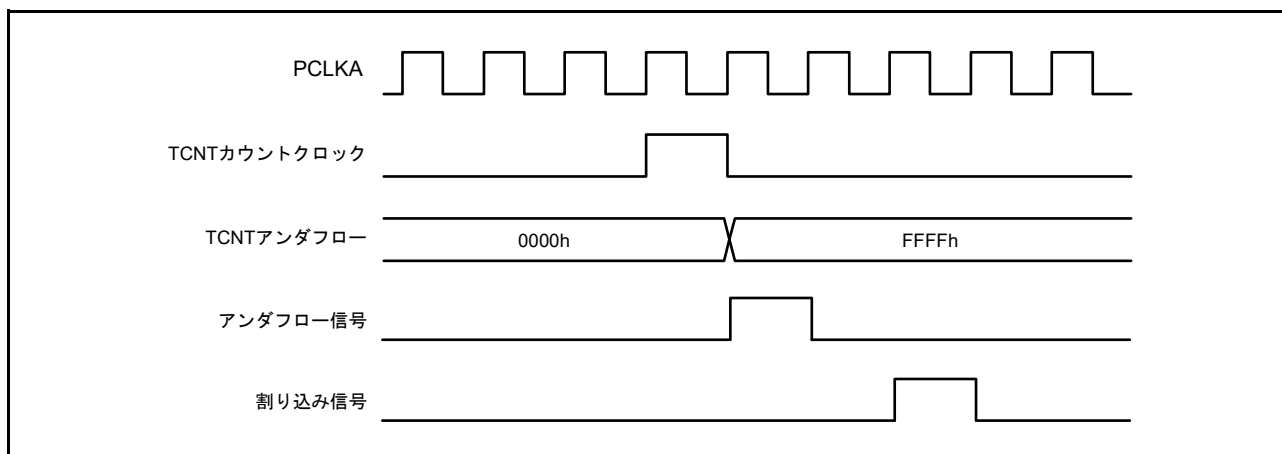 PCLKA
TCNTカウントクロック
TCNTアンダフロー
0000h
FFFFh
アンダフロー信号
割り込み信号